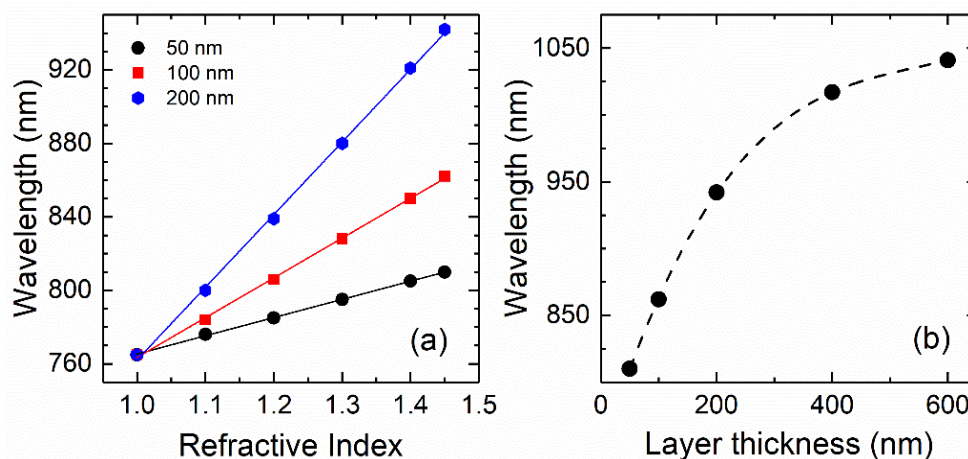 50 nm
100 nm
200 nm
920
880
840
800
760
Wavelength (nm)
1.0 1.1 1.2 1.3 1.4 1.5
Refractive Index
(a)
1050
950
850
Wavelength (nm)
0 200 400 600
Layer thickness (nm)
(b)